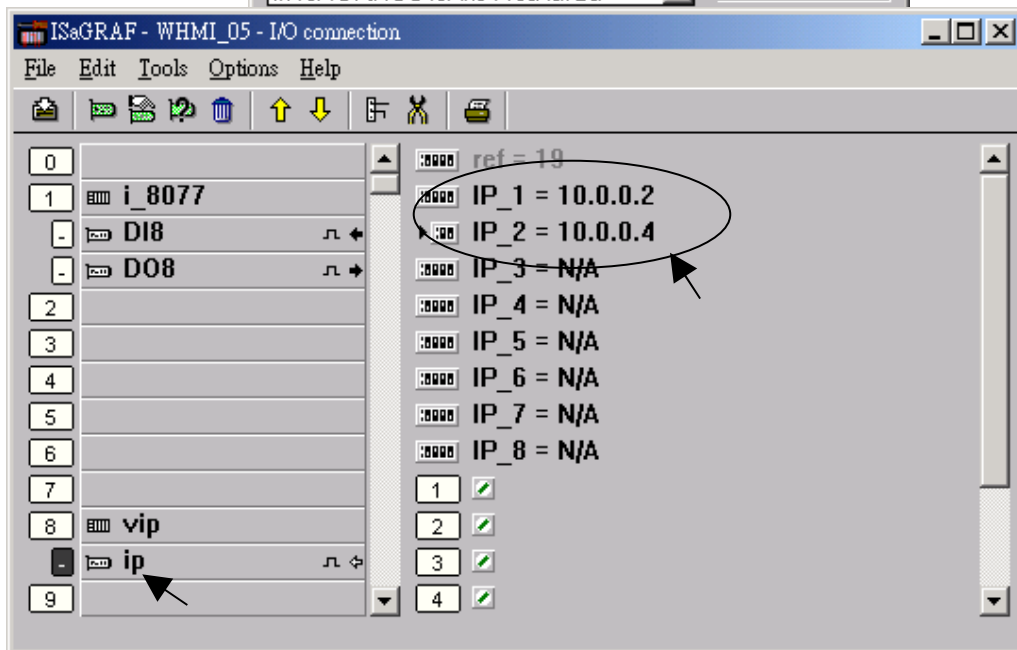 ISaGRAF - WHMI_05 - I/O connection
File Edit Tools Options Help
0
1 i_8077
- DI8
- DO8
2
3
4
5
6
7
8 vip
- ip
9
ref = 19
IP_1 = 10.0.0.2
IP_2 = 10.0.0.4
IP_3 = N/A
IP_4 = N/A
IP_5 = N/A
IP_6 = N/A
IP_7 = N/A
IP_8 = N/A
1
2
3
4